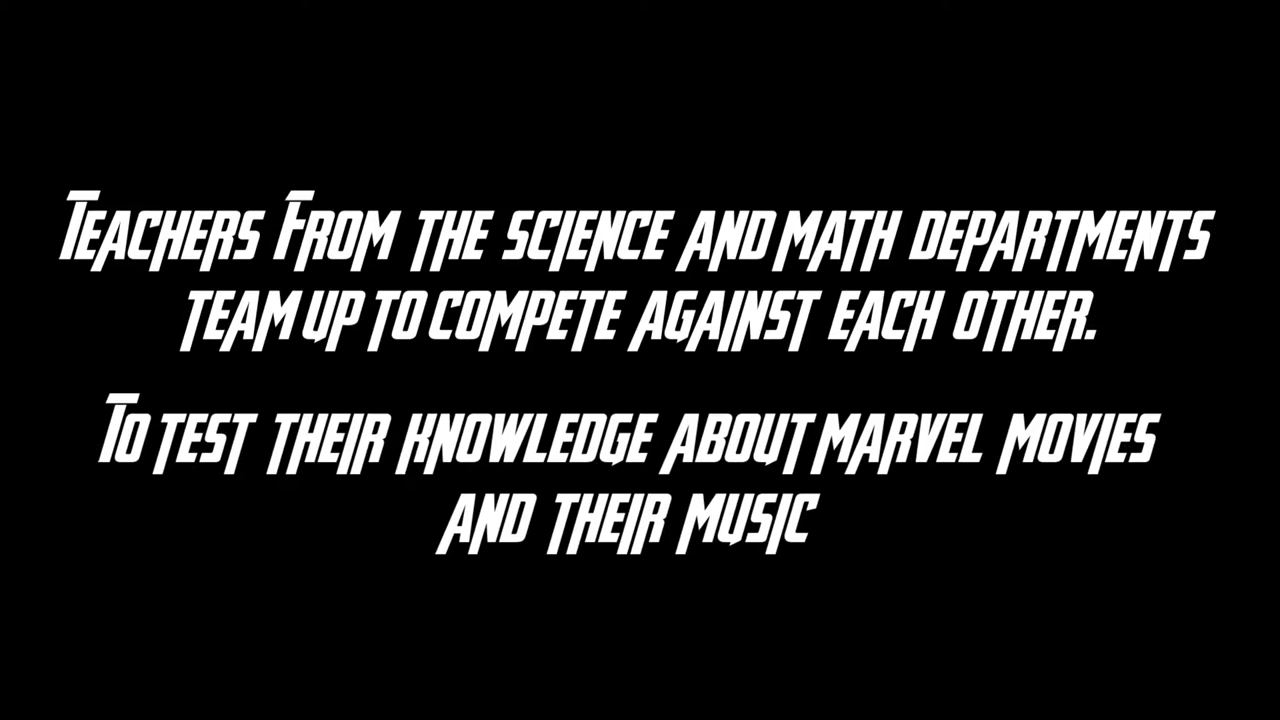 Teachers From the science and math departments
team up to compete against each other.
To test their knowledge about marvel movies
and their music